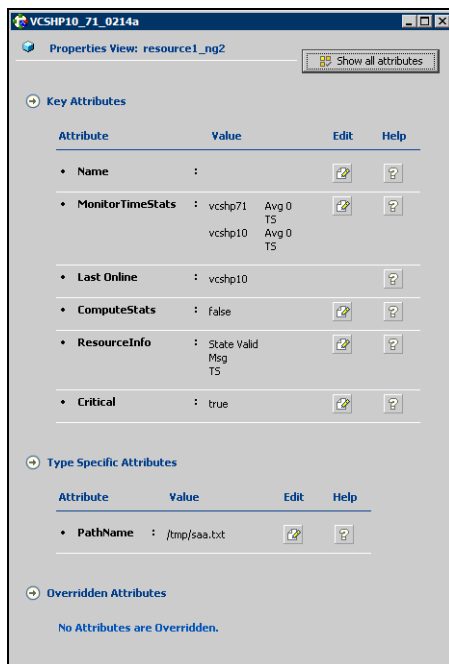 VCSHP10_71_0214a
Properties View: resource1_ng2
Show all attributes
Key Attributes
Attribute Value Edit Help
• Name :
• MonitorTimeStats : vcshp71 Avg 0
TS
vcshp10 Avg 0
TS
• Last Online : vcshp10
• ComputeStats : false
• ResourceInfo : State Valid
Msg
TS
• Critical : true
Type Specific Attributes
Attribute Value Edit Help
• PathName : /tmp/saa.txt
Overridden Attributes
No Attributes are Overridden.